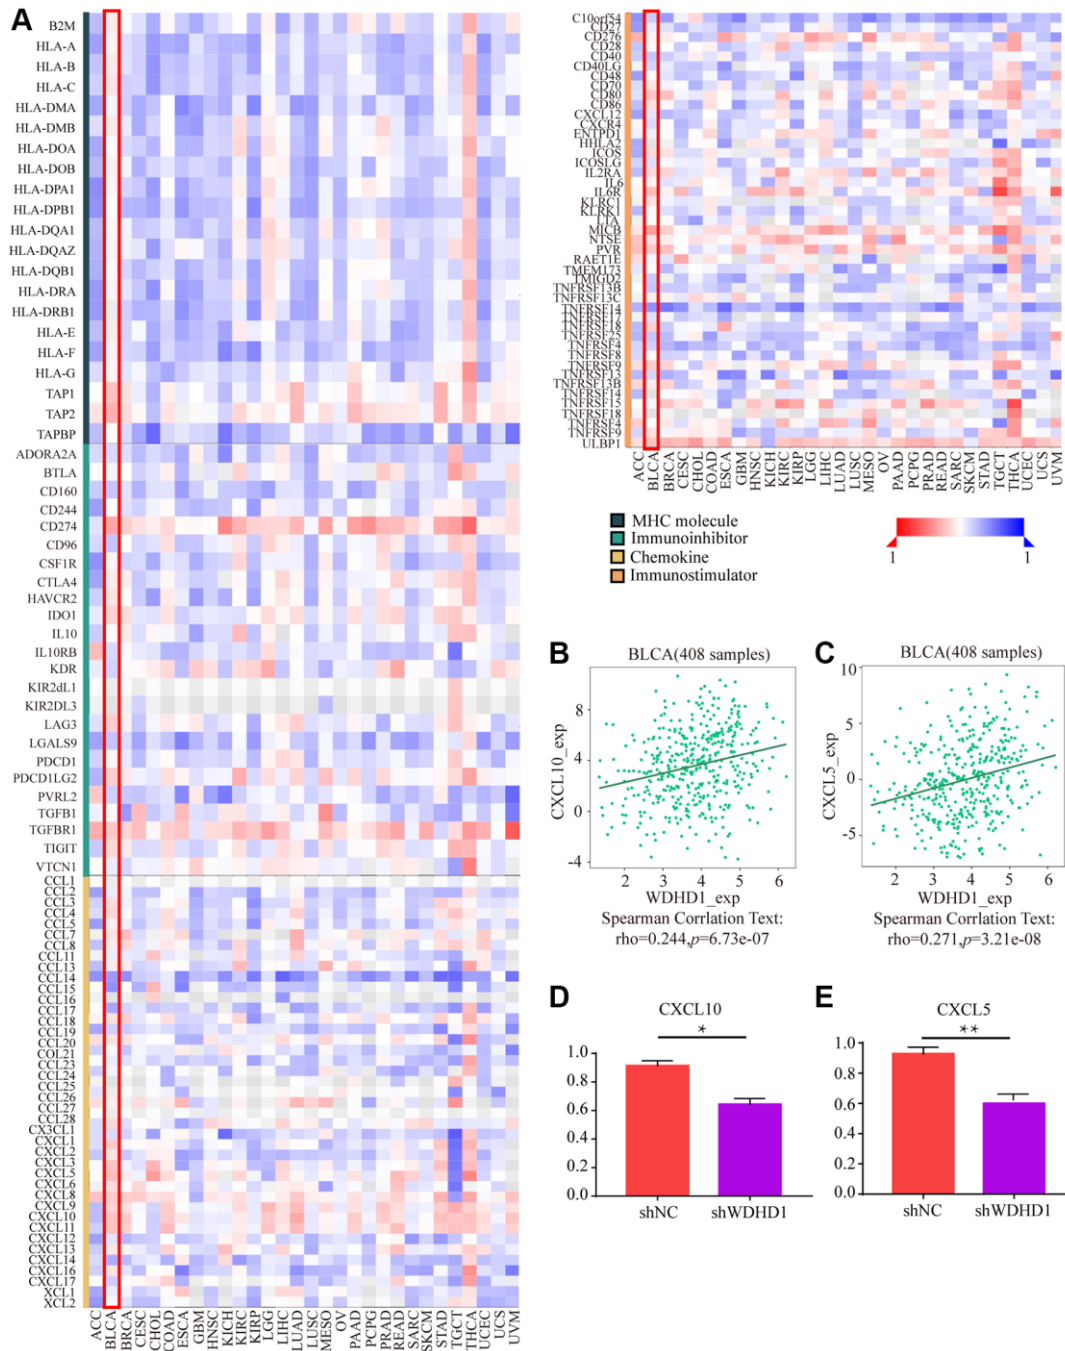 A
B2M
HLA-A
HLA-B
HLA-C
HLA-DMA
HLA-DMB
HLA-DOA
HLA-DOB
HLA-DPA1
HLA-DPB1
HLA-DQA1
HLA-DQAZ
HLA-DQB1
HLA-DRA
HLA-DRB1
HLA-E
HLA-F
HLA-G
TAP1
TAP2
TAPBP
ADORA2A
BTLA
CD160
CD244
CD274
CD96
CSF1R
CTLA4
HAVCR2
IDO1
IL10
IL10RB
KDR
KIR2dL1
KIR2DL3
LAG3
LGALS9
PDCD1
PDCD1LG2
PVRL2
TGFB1
TGFBR1
TIGIT
VTCN1
CCL1
CCL2
CCL3
CCL4
CCL5
CCL7
CCL8
CCL11
CCL13
CCL14
CCL15
CCL16
CCL17
CCL18
CCL19
CCL20
COL21
CCL23
CCL24
CCL25
CCL26
CCL27
CCL28
CX3CL1
CXCL1
CXCL2
CXCL3
CXCL5
CXCL6
CXCL8
CXCL9
CXCL10
CXCL11
CXCL12
CXCL13
CXCL14
CXCL16
CXCL17
XCL1
XCL2
ACC BLCA BRCA CESC CHOL COAD ESCA GBM HNSC KICH KIRC KIRP LGG LIHC LUAD LUSC MESO OV PAAD PCPG PRAD READ SARC SKCM STAD TGCT THCA UCEC UCS UVM
C10orf54
CD27
CD276
CD28
CD40
CD40LG
CD48
CD70
CD80
CD86
CXCL12
CXCR4
ENTPD1
HHLA2
ICOS
ICOSLG
IL2RA
IL6
IL6R
KLRC1
KLRK1
LTA
MICB
NTSE
PVR
RAET1E
TMEM173
TMIGD2
TNFRSF13B
TNFRSF13C
TNFRSF14
TNFRSF17
TNFRSF18
TNFRSF25
TNFRSF4
TNFRSF8
TNFRSF9
TNFRSF13
TNFRSF13B
TNFRSF14
TNFRSF15
TNFRSF18
TNFRSF4
TNFRSF9
ULBP1
ACC BLCA BRCA CESC CHOL COAD ESCA GBM HNSC KICH KIRC KIRP LGG LIHC LUAD LUSC MESO OV PAAD PCPG PRAD READ SARC SKCM STAD TGCT THCA UCEC UCS UVM
MHC molecule
Immunoinhibitor
Chemokine
Immunostimulator
1 1
B
BLCA(408 samples)
CXCL10_exp
8
4
0
-4
2 3 4 5 6
WDHD1_exp
Spearman Corrlation Text:
rho=0.244,p=6.73e-07
C
BLCA(408 samples)
CXCL5_exp
10
5
0
-5
2 3 4 5 6
WDHD1_exp
Spearman Corrlation Text:
rho=0.271,p=3.21e-08
D
CXCL10
*
1.0
0.8
0.6
0.4
0.2
0.0
shNC shWDHD1
E
CXCL5
**
1.0
0.8
0.6
0.4
0.2
0.0
shNC shWDHD1